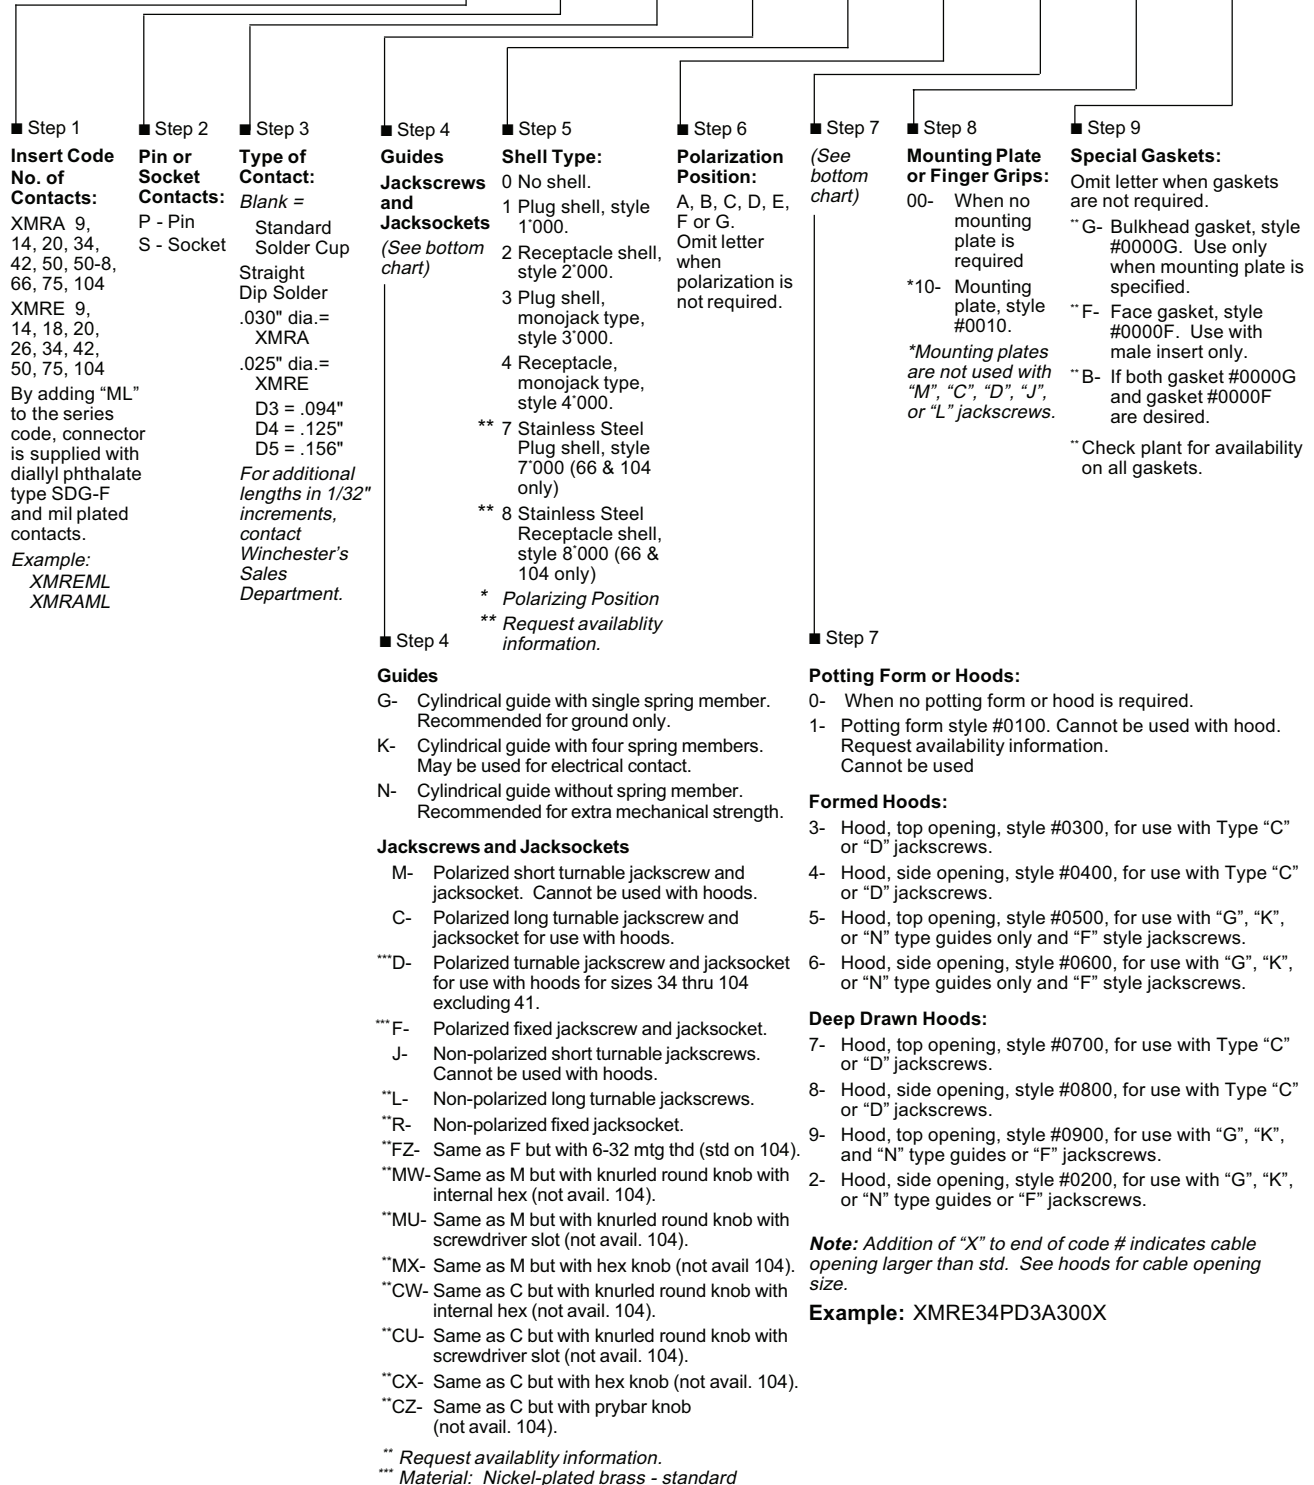 ■ Step 1
Insert Code
No. of
Contacts:
XMRA 9,
14, 20, 34,
42, 50, 50-8,
66, 75, 104
XMRE 9,
14, 18, 20,
26, 34, 42,
50, 75, 104
By adding “ML”
to the series
code, connector
is supplied with
diallyl phthalate
type SDG-F
and mil plated
contacts.
Example:
XMREML
XMRAML
■ Step 2
Pin or
Socket
Contacts:
P - Pin
S - Socket
■ Step 3
Type of
Contact:
Blank =
Standard
Solder Cup
Straight
Dip Solder
.030" dia.=
XMRA
.025" dia.=
XMRE
D3 = .094"
D4 = .125"
D5 = .156"
For additional
lengths in 1/32"
increments,
contact
Winchester’s
Sales
Department.
■ Step 4
Guides
Jackscrews
and
Jacksockets
(See bottom
chart)
■ Step 5
Shell Type:
0 No shell.
1 Plug shell, style
1*000.
2 Receptacle shell,
style 2*000.
3 Plug shell,
monojack type,
style 3*000.
4 Receptacle,
monojack type,
style 4*000.
** 7 Stainless Steel
Plug shell, style
7*000 (66 & 104
only)
** 8 Stainless Steel
Receptacle shell,
style 8*000 (66 &
104 only)
* Polarizing Position
** Request availablity
information.
■ Step 6
Polarization
Position:
A, B, C, D, E,
F or G.
Omit letter
when
polarization is
not required.
■ Step 7
(See
bottom
chart)
■ Step 8
Mounting Plate
or Finger Grips:
00- When no
mounting
plate is
required
*10- Mounting
plate, style
#0010.
*Mounting plates
are not used with
“M”, “C”, “D”, “J”,
or “L” jackscrews.
■ Step 9
Special Gaskets:
Omit letter when gaskets
are not required.
**G- Bulkhead gasket, style
#0000G. Use only
when mounting plate is
specified.
**F- Face gasket, style
#0000F. Use with
male insert only.
**B- If both gasket #0000G
and gasket #0000F
are desired.
**Check plant for availability
on all gaskets.
■ Step 4
Guides
G- Cylindrical guide with single spring member.
Recommended for ground only.
K- Cylindrical guide with four spring members.
May be used for electrical contact.
N- Cylindrical guide without spring member.
Recommended for extra mechanical strength.
Jackscrews and Jacksockets
M- Polarized short turnable jackscrew and
jacksocket. Cannot be used with hoods.
C- Polarized long turnable jackscrew and
jacksocket for use with hoods.
***D- Polarized turnable jackscrew and jacksocket
for use with hoods for sizes 34 thru 104
excluding 41.
***F- Polarized fixed jackscrew and jacksocket.
J- Non-polarized short turnable jackscrews.
Cannot be used with hoods.
**L- Non-polarized long turnable jackscrews.
**R- Non-polarized fixed jacksocket.
**FZ- Same as F but with 6-32 mtg thd (std on 104).
**MW- Same as M but with knurled round knob with
internal hex (not avail. 104).
**MU- Same as M but with knurled round knob with
screwdriver slot (not avail. 104).
**MX- Same as M but with hex knob (not avail 104).
**CW- Same as C but with knurled round knob with
internal hex (not avail. 104).
**CU- Same as C but with knurled round knob with
screwdriver slot (not avail. 104).
**CX- Same as C but with hex knob (not avail. 104).
**CZ- Same as C but with prybar knob
(not avail. 104).
** Request availablity information.
*** Material: Nickel-plated brass - standard
■ Step 7
Potting Form or Hoods:
0- When no potting form or hood is required.
1- Potting form style #0100. Cannot be used with hood.
Request availability information.
Cannot be used
Formed Hoods:
3- Hood, top opening, style #0300, for use with Type “C”
or “D” jackscrews.
4- Hood, side opening, style #0400, for use with Type “C”
or “D” jackscrews.
5- Hood, top opening, style #0500, for use with “G”, “K”,
or “N” type guides only and “F” style jackscrews.
6- Hood, side opening, style #0600, for use with “G”, “K”,
or “N” type guides only and “F” style jackscrews.
Deep Drawn Hoods:
7- Hood, top opening, style #0700, for use with Type “C”
or “D” jackscrews.
8- Hood, side opening, style #0800, for use with Type “C”
or “D” jackscrews.
9- Hood, top opening, style #0900, for use with “G”, “K”,
and “N” type guides or “F” jackscrews.
2- Hood, side opening, style #0200, for use with “G”, “K”,
or “N” type guides or “F” jackscrews.
Note: Addition of “X” to end of code # indicates cable
opening larger than std. See hoods for cable opening
size.
Example: XMRE34PD3A300X